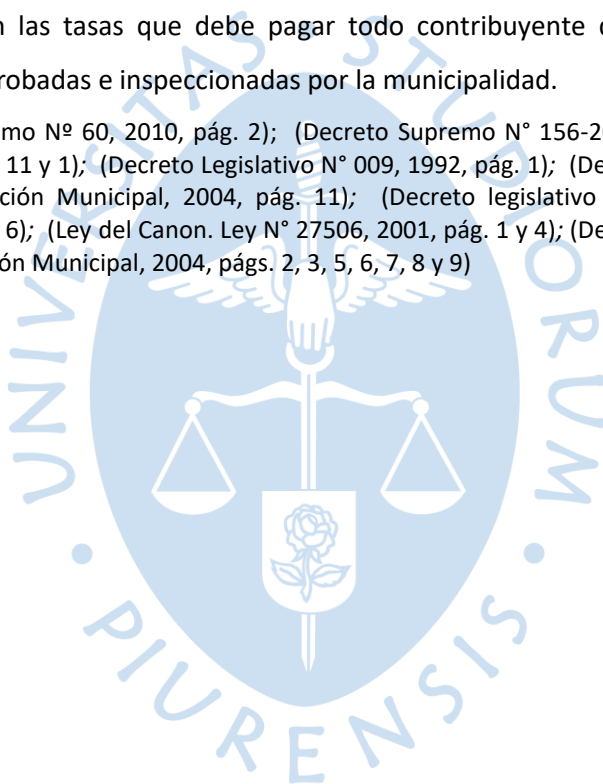 n las tasas que debe pagar todo contribuyente
robadas e inspeccionadas por la municipalidad.
mo Nº 60, 2010, pág. 2); (Decreto Supremo N° 156-2
11 y 1); (Decreto Legislativo N° 009, 1992, pág. 1); (De
ción Municipal, 2004, pág. 11); (Decreto legislativo
6); (Ley del Canon. Ley N° 27506, 2001, pág. 1 y 4); (De
ón Municipal, 2004, págs. 2, 3, 5, 6, 7, 8 y 9)
UNIVERSITAS • STUDIORUM • PIURENSIS